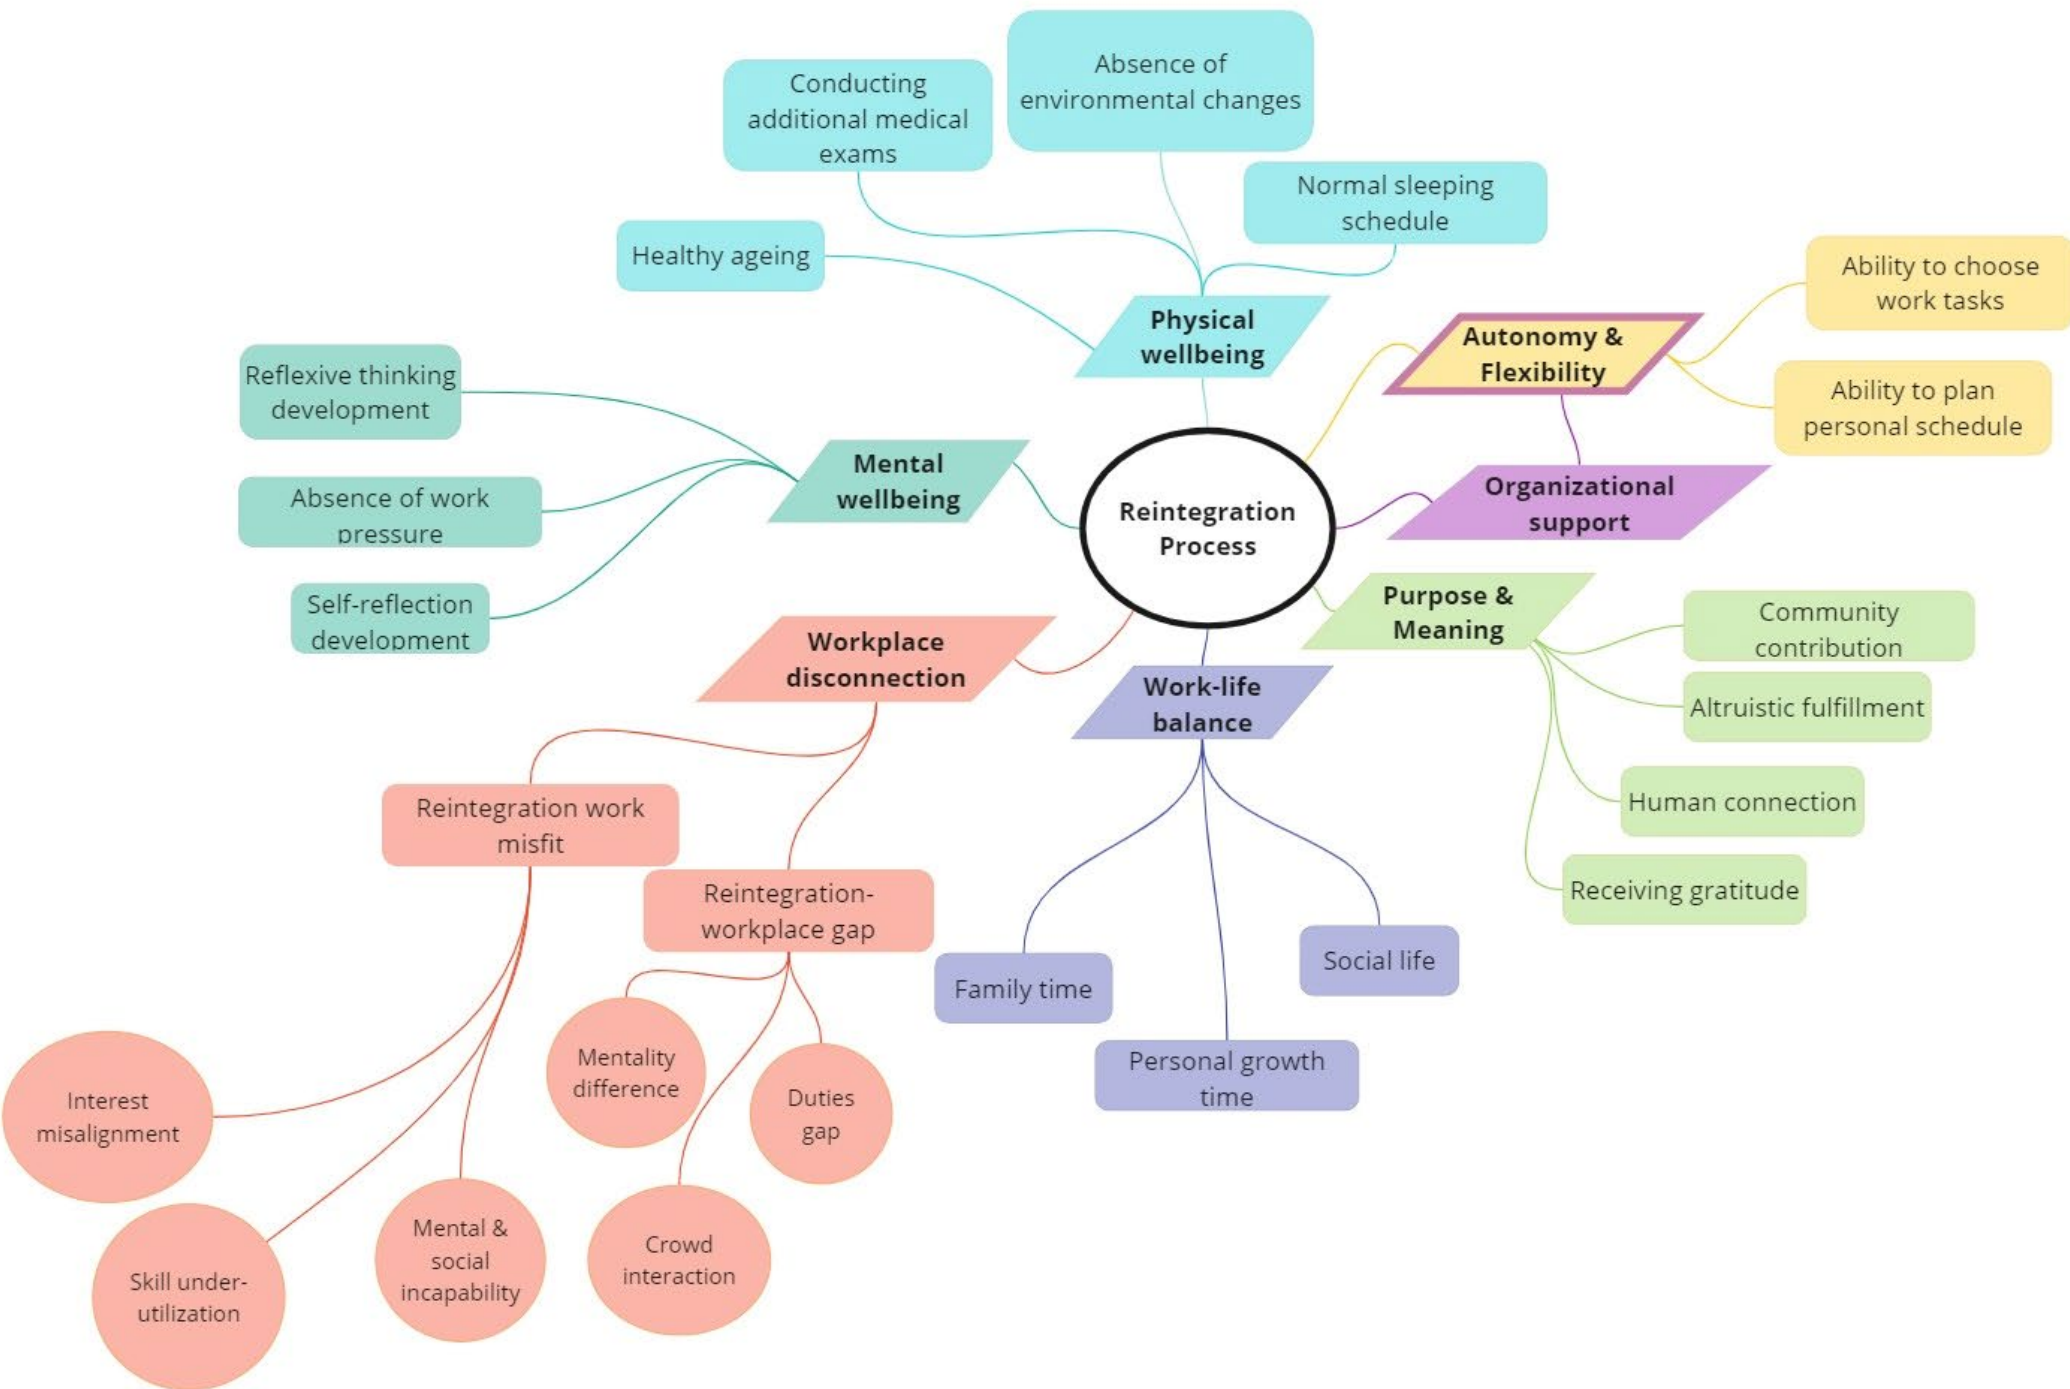 Absence of
environmental changes
Conducting
additional medical
exams
Normal sleeping
schedule
Healthy ageing
Physical
wellbeing
Ability to choose
work tasks
Autonomy &
Flexibility
Ability to plan
personal schedule
Reflexive thinking
development
Mental
wellbeing
Absence of work
pressure
Self-reflection
development
Reintegration
Process
Organizational
support
Purpose &
Meaning
Community
contribution
Altruistic fulfillment
Human connection
Receiving gratitude
Workplace
disconnection
Work-life
balance
Reintegration work
misfit
Reintegration-
workplace gap
Family time
Social life
Personal growth
time
Mentality
difference
Duties
gap
Interest
misalignment
Skill under-
utilization
Mental &
social
incapability
Crowd
interaction